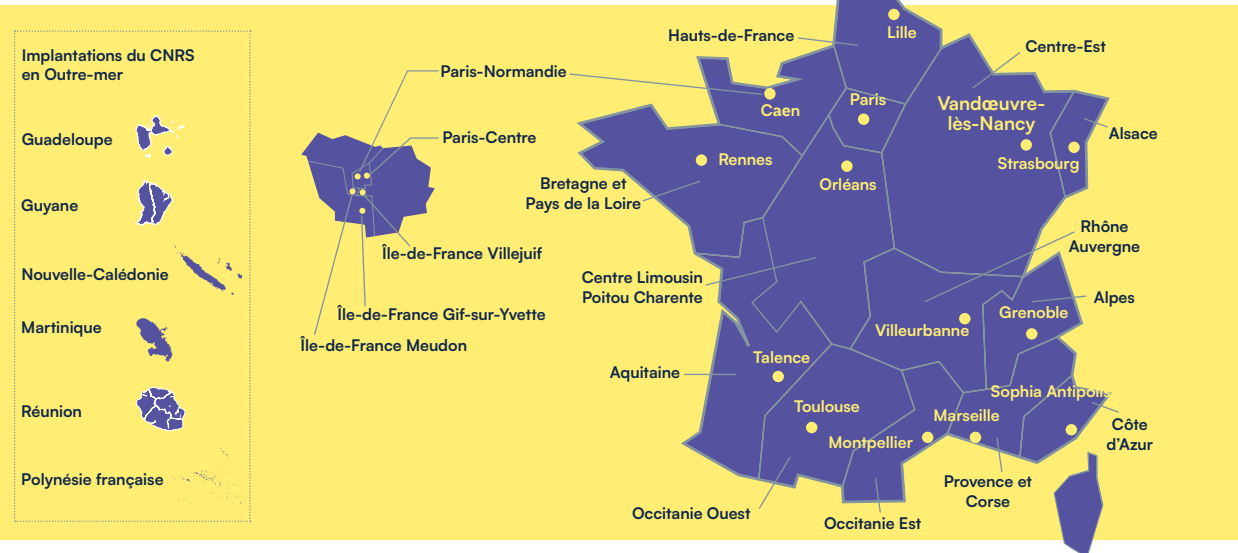 Implantations du CNRS
en Outre-mer
Guadeloupe
Guyane
Nouvelle-Calédonie
Martinique
Réunion
Polynésie française
Paris-Normandie
Paris-Centre
Île-de-France Villejuif
Île-de-France Gif-sur-Yvette
Île-de-France Meudon
Hauts-de-France
Lille
Centre-Est
Caen
Paris
Vandœuvre-
lès-Nancy
Alsace
Strasbourg
Rennes
Orléans
Bretagne et
Pays de la Loire
Rhône
Auvergne
Centre Limousin
Poitou Charente
Alpes
Grenoble
Villeurbanne
Talence
Aquitaine
Sophia Antipolis
Toulouse
Marseille
Côte
d’Azur
Montpellier
Provence et
Corse
Occitanie Ouest
Occitanie Est